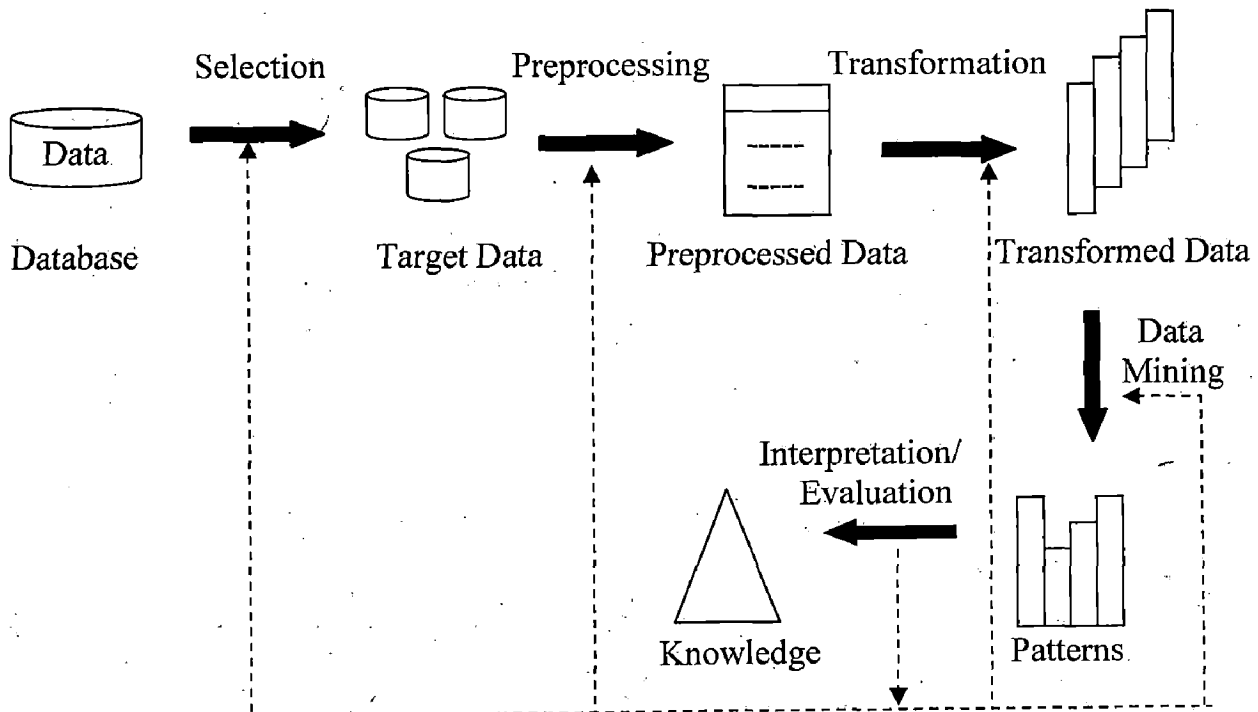 Selection
Preprocessing
Transformation
Data
Database
Target Data
Preprocessed Data
Transformed Data
Data
Mining
Interpretation/
Evaluation
Knowledge
Patterns